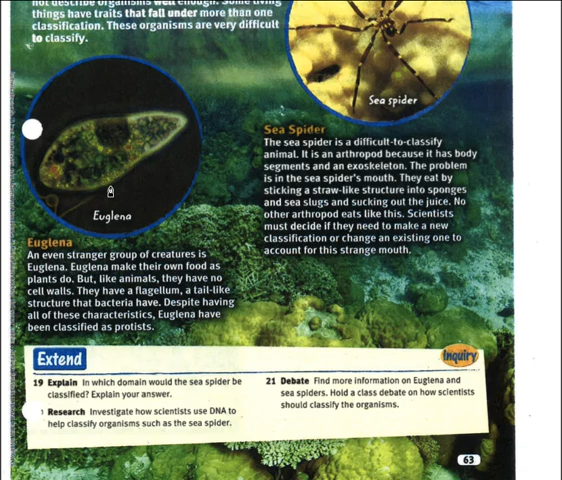 not describe organisms well enough. Some living
things have traits that fall under more than one
classification. These organisms are very difficult
to classify.
Sea spider
Sea Spider
The sea spider is a difficult-to-classify
animal. It is an arthropod because it has body
segments and an exoskeleton. The problem
is in the sea spider's mouth. They eat by
sticking a straw-like structure into sponges
and sea slugs and sucking out the juice. No
other arthropod eats like this. Scientists
must decide if they need to make a new
classification or change an existing one to
account for this strange mouth.
Euglena
Euglena
An even stranger group of creatures is
Euglena. Euglena make their own food as
plants do. But, like animals, they have no
cell walls. They have a flagellum, a tail-like
structure that bacteria have. Despite having
all of these characteristics, Euglena have
been classified as protists.
Extend
Inquiry
19 Explain In which domain would the sea spider be
classified? Explain your answer.
Research Investigate how scientists use DNA to
help classify organisms such as the sea spider.
21 Debate Find more information on Euglena and
sea spiders. Hold a class debate on how scientists
should classify the organisms.
63